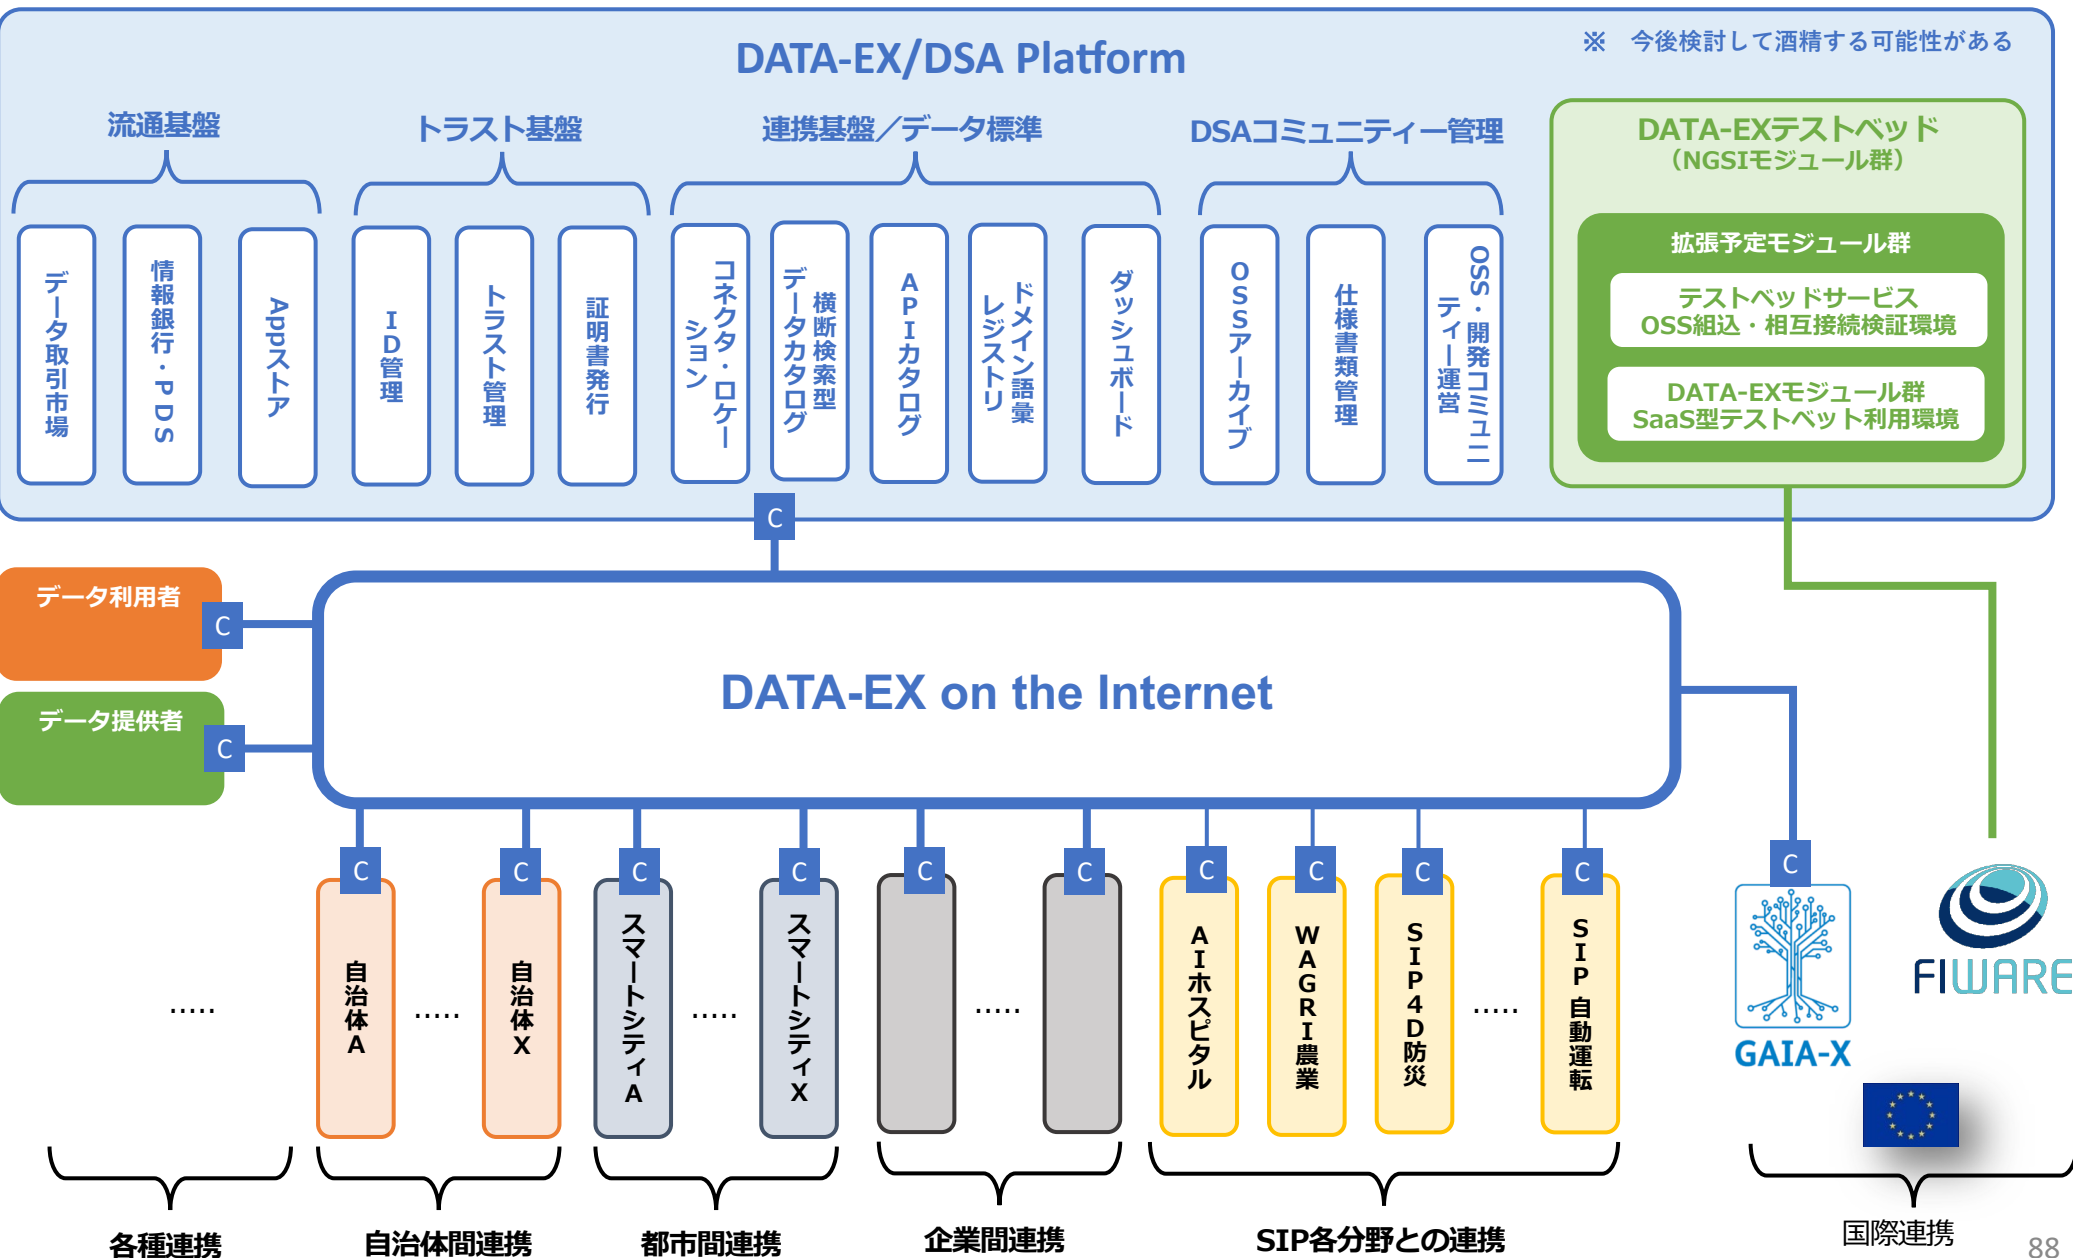 DATA-EX/DSA Platform
※ 今後検討して酒精する可能性がある
流通基盤
トラスト基盤
連携基盤／データ標準
DSAコミュニティー管理
DATA-EXテストベッド
（NGSIモジュール群）
データ取引市場
情報銀行・PDS
Appストア
ID管理
トラスト管理
証明書発行
コネクタ・ロケー
ション
横断検索型
データカタログ
APIカタログ
ドメイン語彙
レジストリ
ダッシュボード
OSSアーカイブ
仕様書類管理
OSS・開発コミュニ
ティー運営
拡張予定モジュール群
テストベッドサービス
OSS組込・相互接続検証環境
DATA-EXモジュール群
SaaS型テストベット利用環境
C
データ利用者
C
データ提供者
C
DATA-EX on the Internet
C
C
C
C
C
C
C
C
C
C
C
.....
自治体A
.....
自治体X
スマートシティA
.....
スマートシティX
.....
AIホスピタル
WAGRI農業
SIP4D防災
.....
SIP自動運転
GAIA-X
FIWARE
各種連携
自治体間連携
都市間連携
企業間連携
SIP各分野との連携
国際連携
88